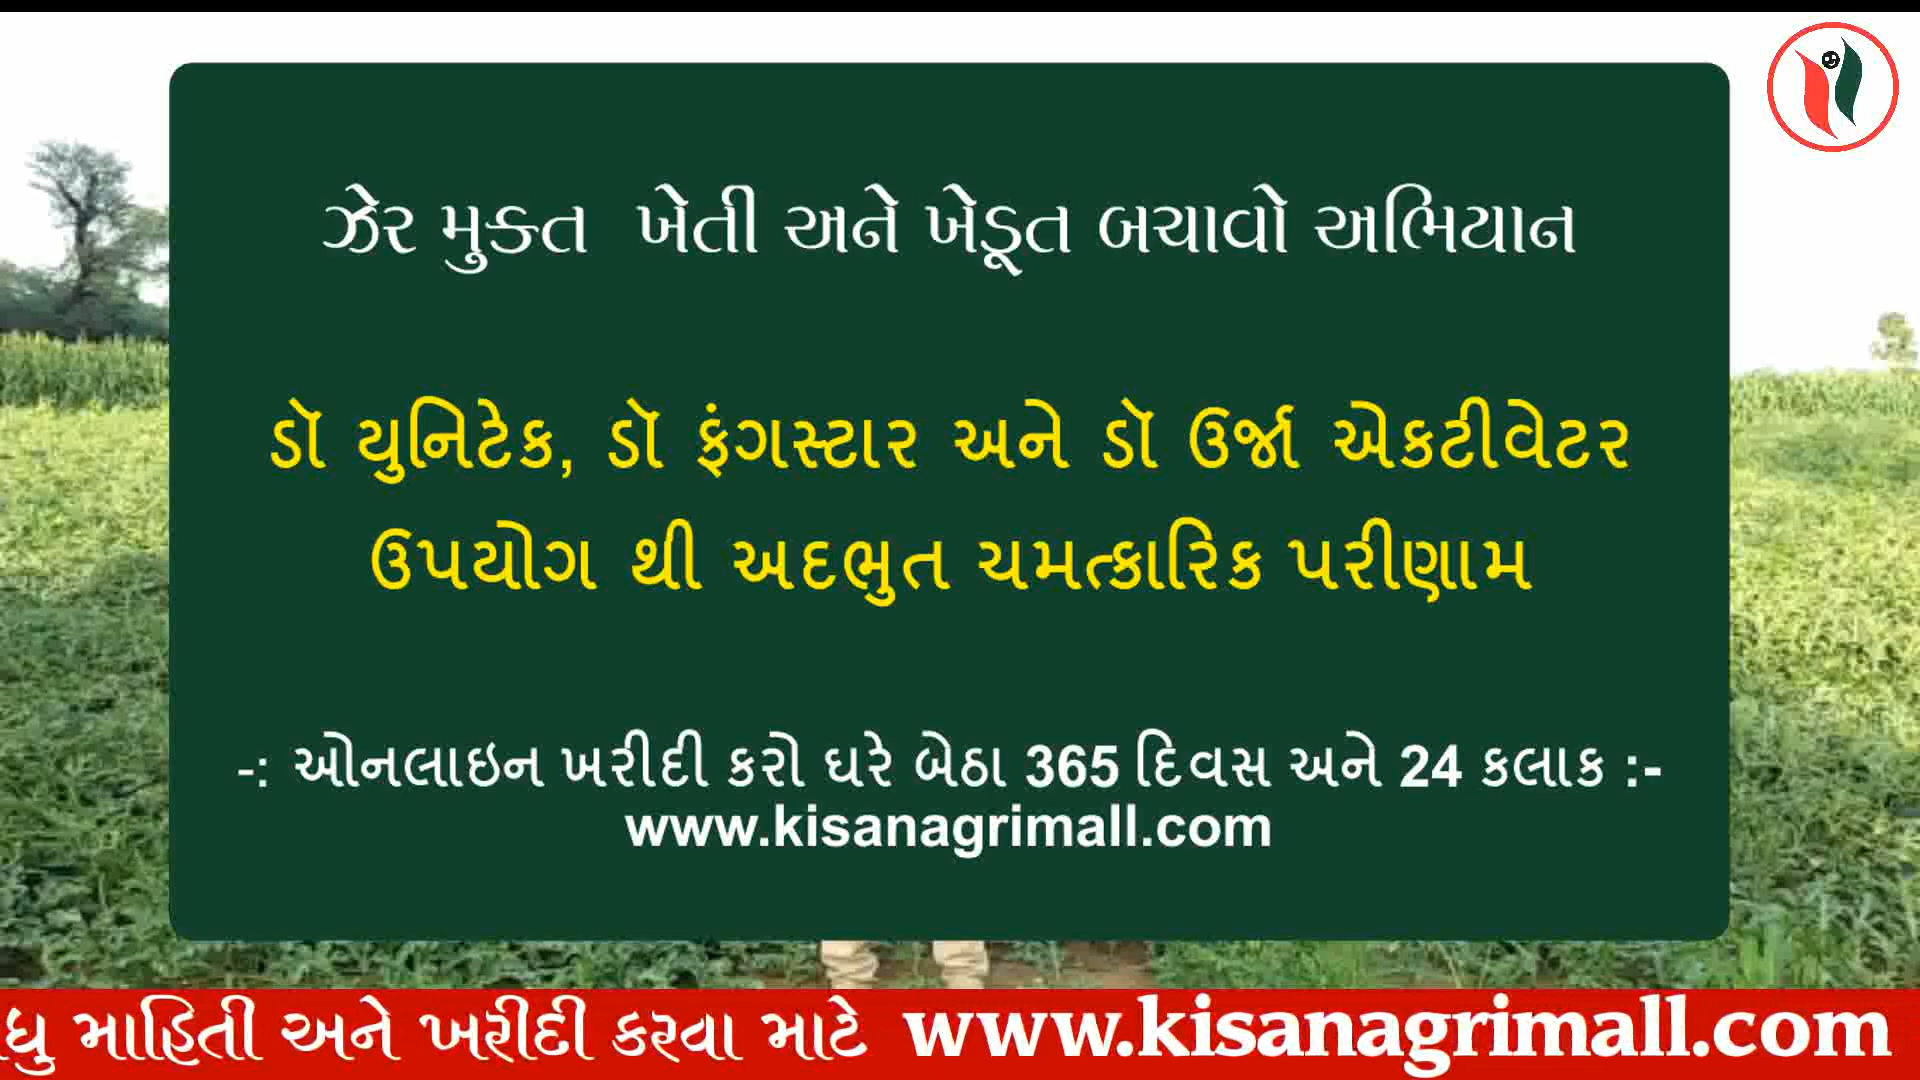 ઝેર મુક્ત ખેતી અને ખેડૂત બચાવો અભિયાન
ડૉ યુનિટેક, ડૉ ફંગસ્ટાર અને ડૉ ઉર્જા એકટીવેટર
ઉપયોગ થી અદભુત ચમત્કારિક પરીણામ
-: ઓનલાઇન ખરીદી કરો ઘરે બેઠા 365 દિવસ અને 24 કલાક :-
www.kisanagrimall.com
ધુ માહિતી અને ખરીદી કરવા માટે www.kisanagrimall.com